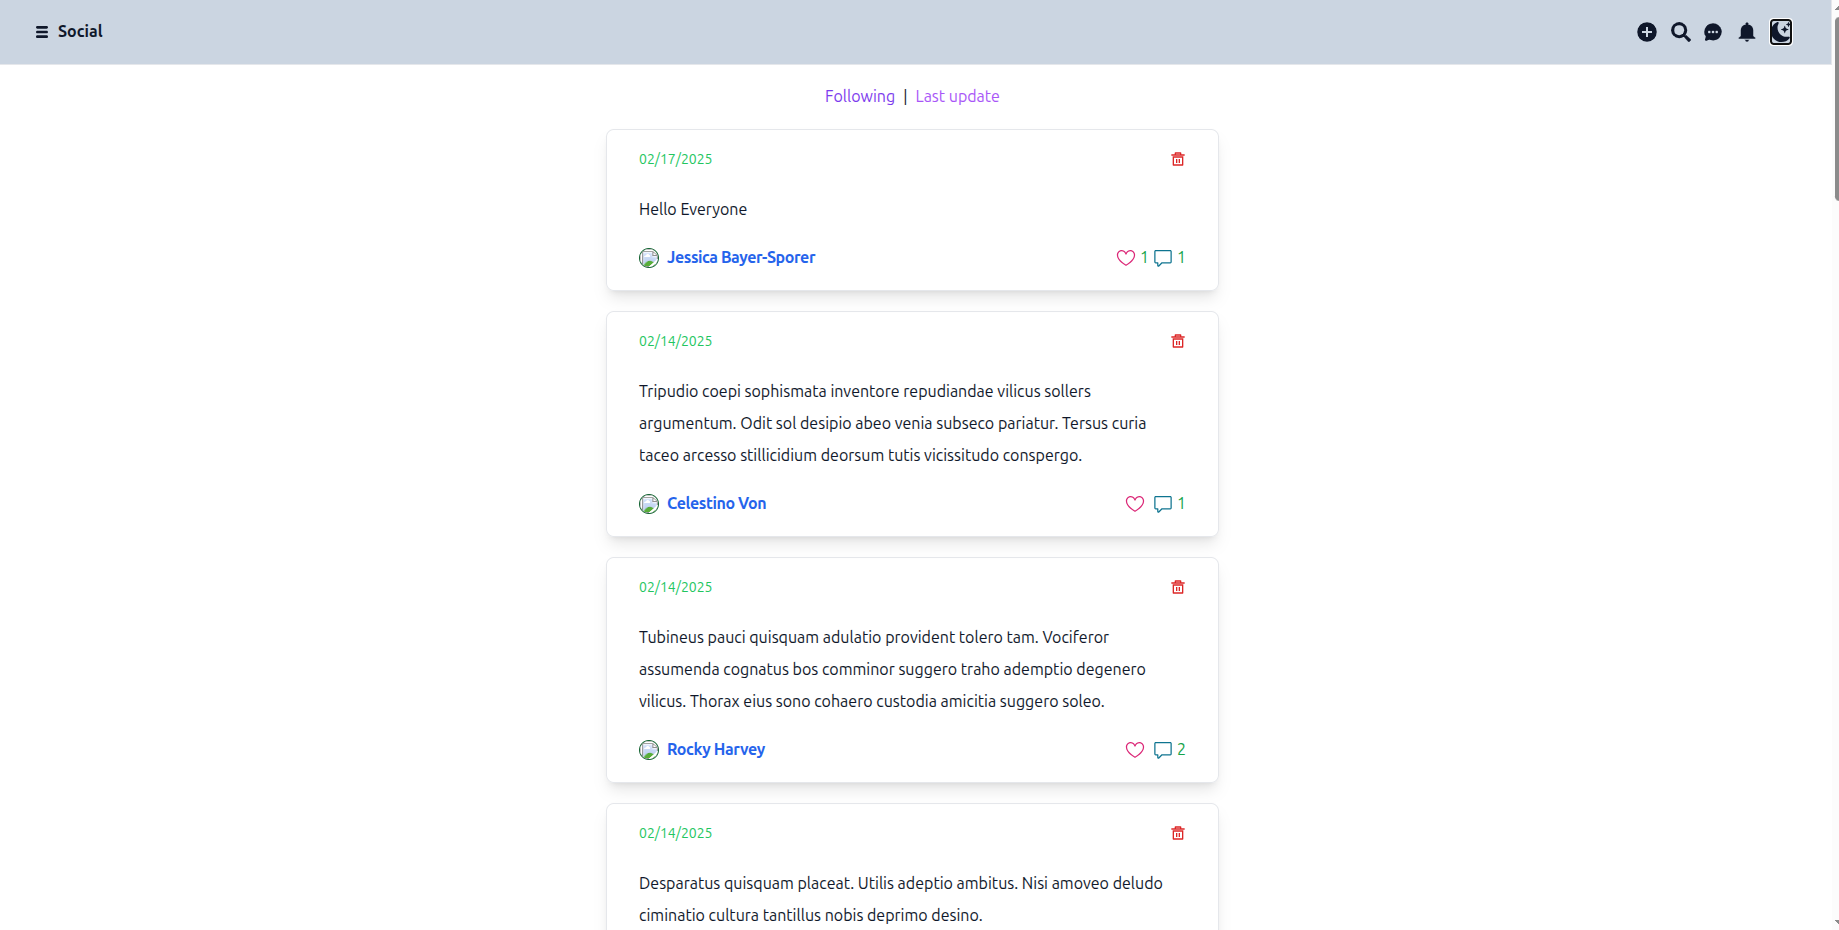 Social
Following | Last update
02/17/2025
Hello Everyone
Jessica Bayer-Sporer 1 1
02/14/2025
Tripudio coepi sophismata inventore repudiandae vilicus sollers
argumentum. Odit sol desipio abeo venia subseco pariatur. Tersus curia
taceo arcesso stillicidium deorsum tutis vicissitudo conspergo.
Celestino Von 1
02/14/2025
Tubineus pauci quisquam adulatio provident tolero tam. Vociferor
assumenda cognatus bos comminor suggero traho ademptio degenero
vilicus. Thorax eius sono cohaero custodia amicitia suggero soleo.
Rocky Harvey 2
02/14/2025
Desparatus quisquam placeat. Utilis adeptio ambitus. Nisi amoveo deludo
ciminatio cultura tantillus nobis deprimo desino.